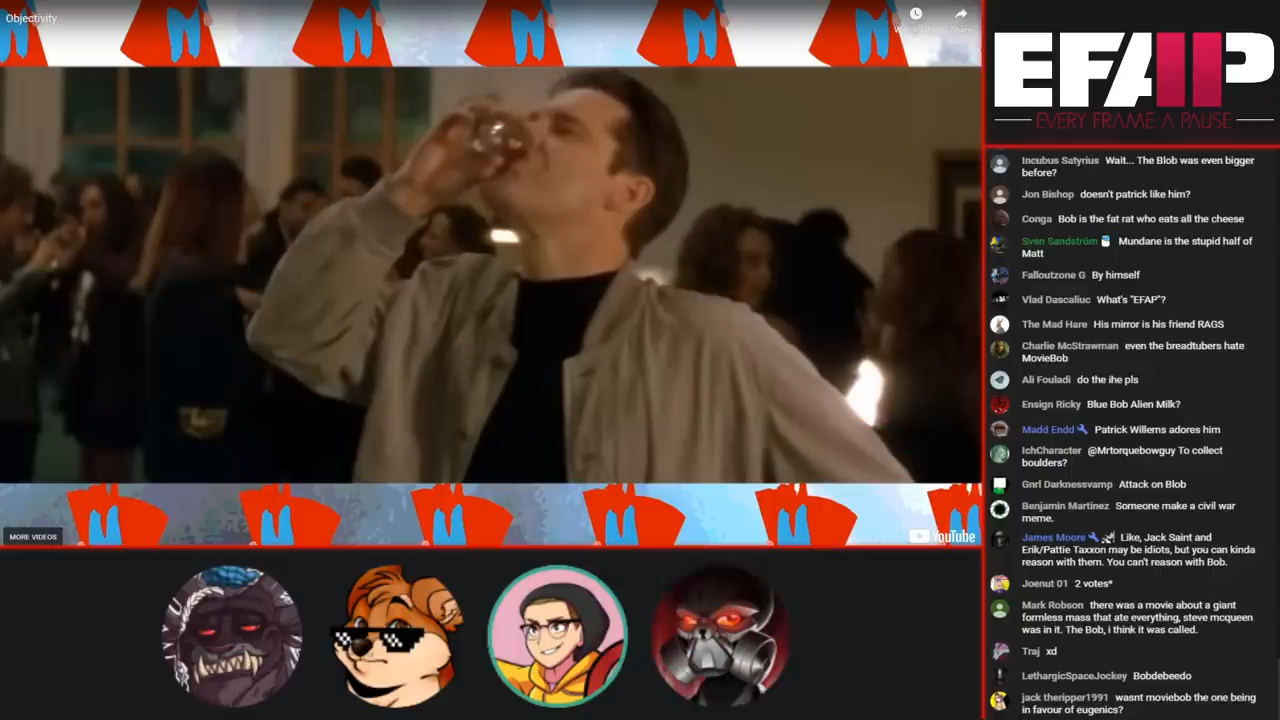 Objectivity
Share
MORE VIDEOS
YouTube
EFAP
EVERY FRAME A PAUSE
Incubus Satyrius Wait... The Blob was even bigger
before?
Jon Bishop doesn't patrick like him?
Conga Bob is the fat rat who eats all the cheese
Sven Sandström Mundane is the stupid half of
Matt
Falloutzone G By himself
Vlad Dascaliuc What's "EFAP"?
The Mad Hare His mirror is his friend RAGS
Charlie McStrawman even the breadtubers hate
MovieBob
Ali Fouladi do the ihe pls
Ensign Ricky Blue Bob Alien Milk?
Madd Endd Patrick Willems adores him
IchCharacter @Mrtorquebowguy To collect
boulders?
Gnrl Darknessvamp Attack on Blob
Benjamin Martinez Someone make a civil war
meme.
James Moore Like, Jack Saint and
Erik/Pattie Taxxon may be idiots, but you can kinda
reason with them. You can't reason with Bob.
Joenut 01 2 votes*
Mark Robson there was a movie about a giant
formless mass that ate everything, steve mcqueen
was in it. The Bob, i think it was called.
Traj xd
LethargicSpaceJockey Bobdebeedo
jack theripper1991 wasnt moviebob the one being
in favour of eugenics?